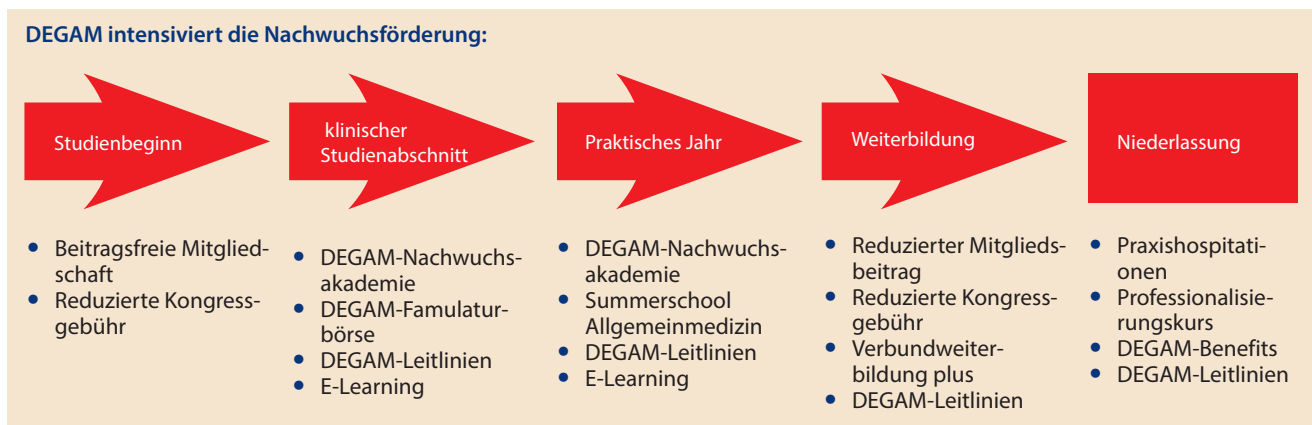 DEGAM intensiviert die Nachwuchsförderung:
Studienbeginn
• Beitragsfreie Mitglied-
schaft
• Reduzierte Kongress-
gebühr
klinischer
Studienabschnitt
• DEGAM-Nachwuchs-
akademie
• DEGAM-Famulatur-
börse
• DEGAM-Leitlinien
• E-Learning
Praktisches Jahr
• DEGAM-Nachwuchs-
akademie
• Summerschool
Allgemeinmedizin
• DEGAM-Leitlinien
• E-Learning
Weiterbildung
• Reduzierter Mitglieds-
beitrag
• Reduzierte Kongress-
gebühr
• Verbundweiter-
bildung plus
• DEGAM-Leitlinien
Niederlassung
• Praxishospitati-
onen
• Professionalisie-
rungskurs
• DEGAM-Benefits
• DEGAM-Leitlinien